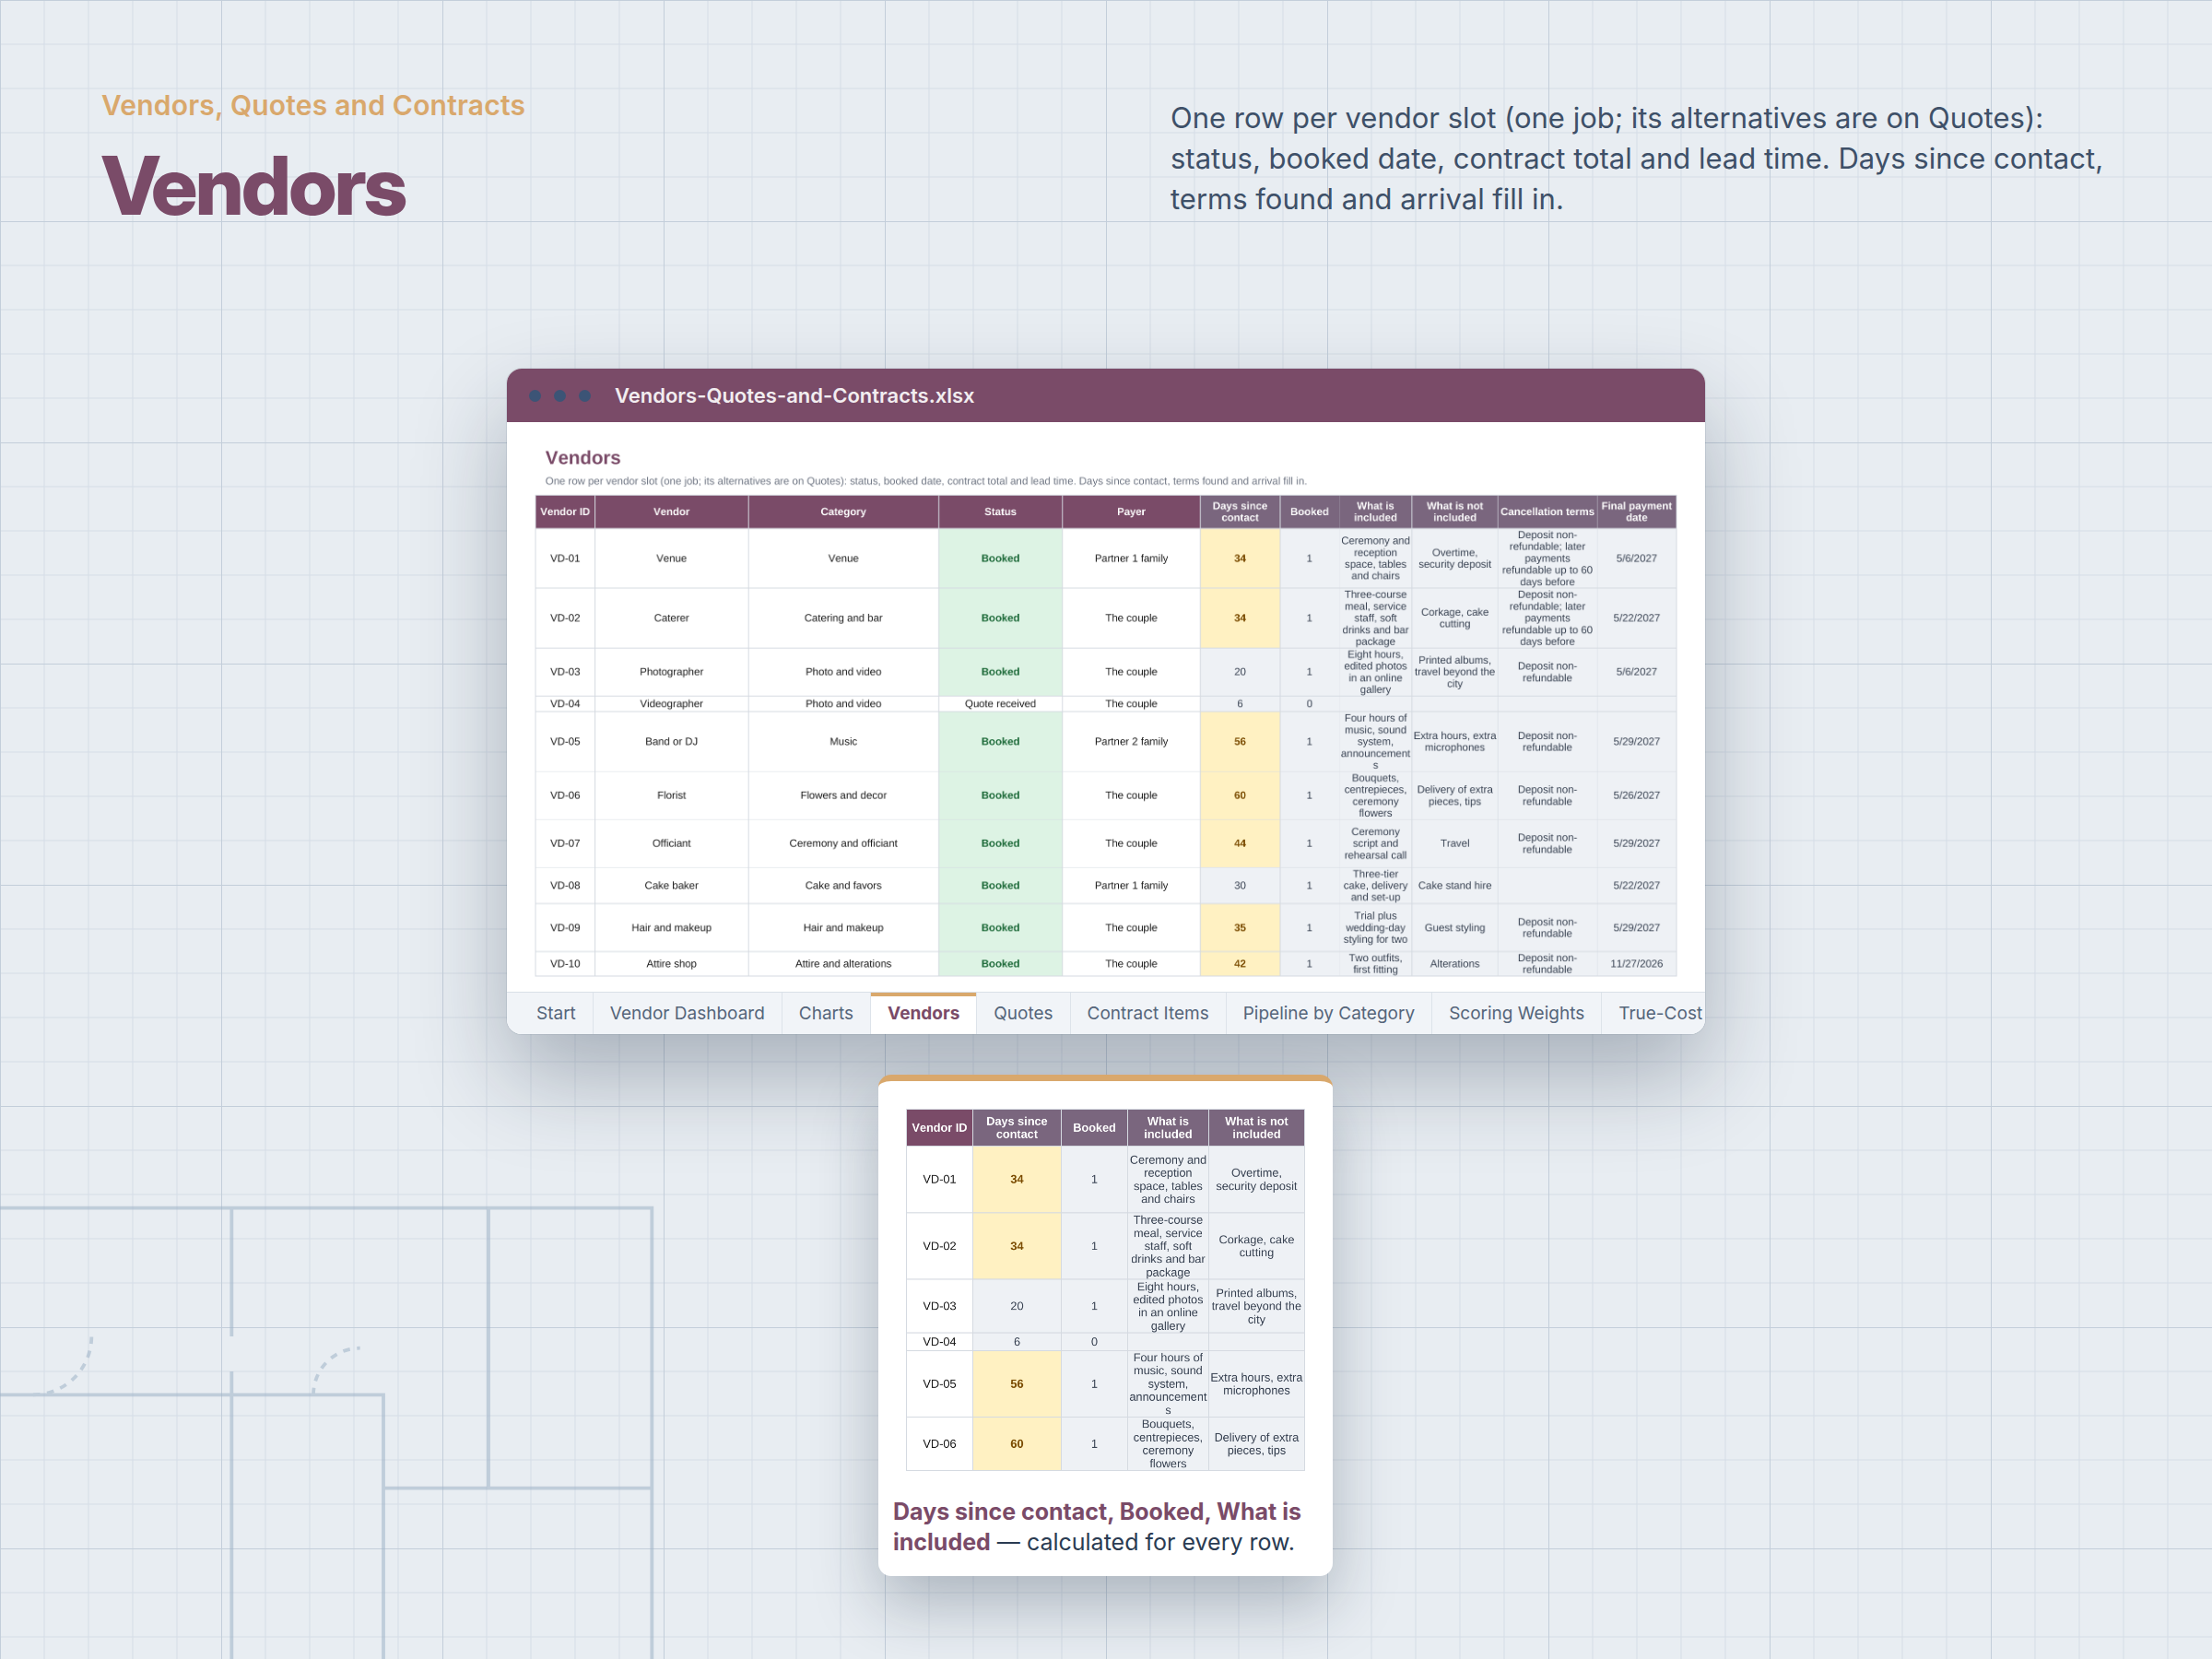 Vendors, Quotes and Contracts
Vendors
One row per vendor slot (one job; its alternatives are on Quotes):
status, booked date, contract total and lead time. Days since contact,
terms found and arrival fill in.
Vendors-Quotes-and-Contracts.xlsx
Vendors
One row per vendor slot (one job; its alternatives are on Quotes): status, booked date, contract total and lead time. Days since contact, terms found and arrival fill in.
Vendor ID Vendor Category Status Payer Days since contact Booked What is included What is not included Cancellation terms Final payment date
VD-01 Venue Venue Booked Partner 1 family 34 1 Ceremony and reception space, tables and chairs Overtime, security deposit Deposit non-refundable; later payments refundable up to 60 days before 5/6/2027
VD-02 Caterer Catering and bar Booked The couple 34 1 Three-course meal, service staff, soft drinks and bar package Corkage, cake cutting Deposit non-refundable; later payments refundable up to 60 days before 5/22/2027
VD-03 Photographer Photo and video Booked The couple 20 1 Eight hours, edited photos in an online gallery Printed albums, travel beyond the city Deposit non-refundable 5/6/2027
VD-04 Videographer Photo and video Quote received The couple 6 0
VD-05 Band or DJ Music Booked Partner 2 family 56 1 Four hours of music, sound system, announcements Extra hours, extra microphones Deposit non-refundable 5/29/2027
VD-06 Florist Flowers and decor Booked The couple 60 1 Bouquets, centrepieces, ceremony flowers Delivery of extra pieces, tips Deposit non-refundable 5/26/2027
VD-07 Officiant Ceremony and officiant Booked The couple 44 1 Ceremony script and rehearsal call Travel Deposit non-refundable 5/29/2027
VD-08 Cake baker Cake and favors Booked Partner 1 family 30 1 Three-tier cake, delivery and set-up Cake stand hire 5/22/2027
VD-09 Hair and makeup Hair and makeup Booked The couple 35 1 Trial plus wedding-day styling for two Guest styling Deposit non-refundable 5/29/2027
VD-10 Attire shop Attire and alterations Booked The couple 42 1 Two outfits, first fitting Alterations Deposit non-refundable 11/27/2026
Start Vendor Dashboard Charts Vendors Quotes Contract Items Pipeline by Category Scoring Weights True-Cost
Vendor ID Days since contact Booked What is included What is not included
VD-01 34 1 Ceremony and reception space, tables and chairs Overtime, security deposit
VD-02 34 1 Three-course meal, service staff, soft drinks and bar package Corkage, cake cutting
VD-03 20 1 Eight hours, edited photos in an online gallery Printed albums, travel beyond the city
VD-04 6 0
VD-05 56 1 Four hours of music, sound system, announcements Extra hours, extra microphones
VD-06 60 1 Bouquets, centrepieces, ceremony flowers Delivery of extra pieces, tips
Days since contact, Booked, What is
included — calculated for every row.